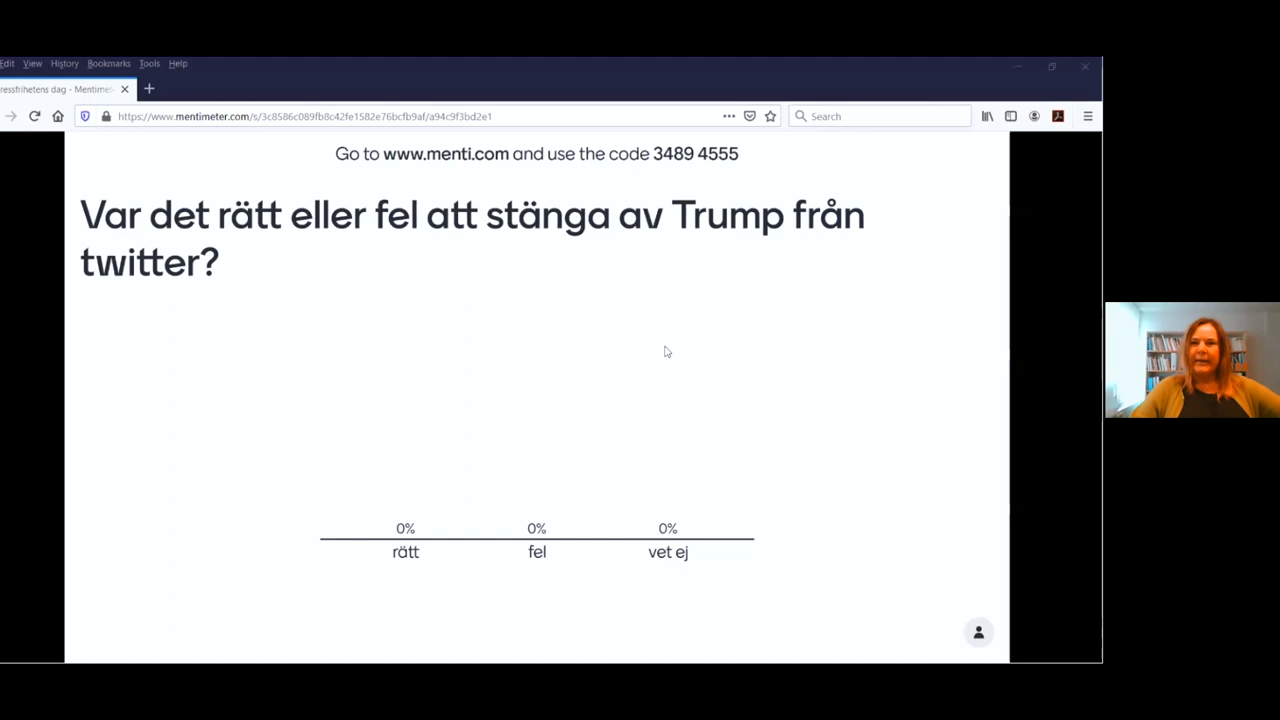 Edit View History Bookmarks Tools Help
ressfrihetens dag - Mentime
https://www.mentimeter.com/s/3c8586c089fb8c42fe1582e76bcfb9af/a94c9f3bd2e1
Search
Go to www.menti.com and use the code 3489 4555
Var det rätt eller fel att stänga av Trump från
twitter?
0% 0% 0%
rätt fel vet ej